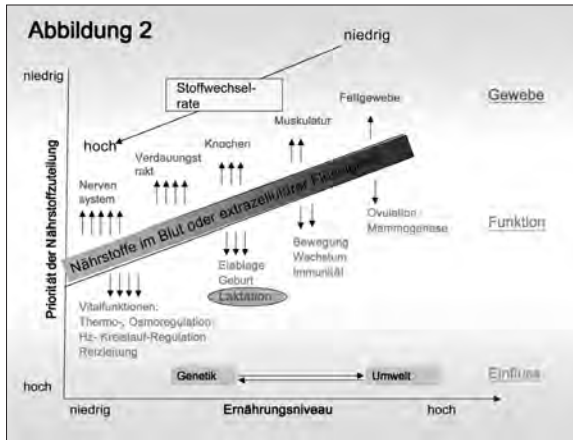 Abbildung 2
niedrig
niedrig
Stoffwechsel-
rate
Fettgewebe
Gewebe
Muskulatur
hoch
Knochen
Verdauungst
rakt
Nerven
system
Nährstoffe im Blut oder extrazellulärer Flüssig
Priorität der Nährstoffzuteilung
Ovulation
Mammogenese
Funktion
Bewegung
Wachstum
Immunität
Eiablage
Geburt
Laktation
Vitalfunktionen:
Thermo-, Osmoregulation
Hz- Kreislauf-Regulation
Reizleitung
Genetik
Umwelt
Einfluss
hoch
niedrig
Ernährungsniveau
hoch